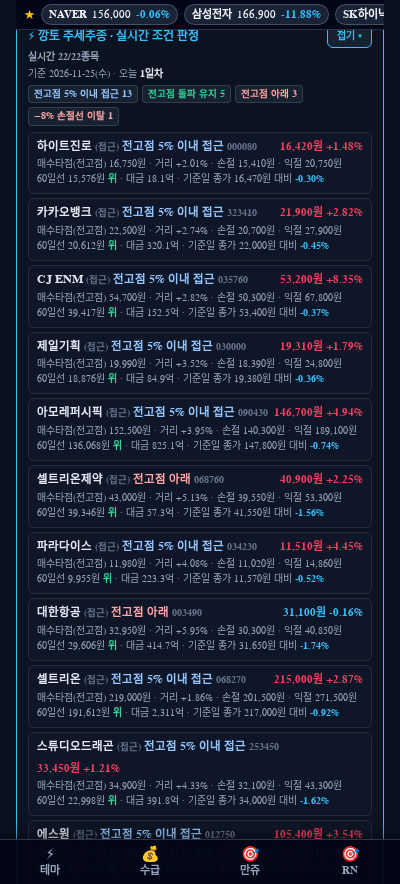 ★ NAVER 156,000 -0.06% 삼성전자 166,900 -11.88% SK하이닉
⚡ 깡토 추세추종 · 실시간 조건 판정 접기 ▾
실시간 22/22종목
기준 2026-11-25(수) · 오늘 1일차
전고점 5% 이내 접근 13 전고점 돌파 유지 5 전고점 아래 3
−8% 손절선 이탈 1
하이트진로 (접근) 전고점 5% 이내 접근 000080 16,420원 +1.48%
매수타점(전고점) 16,750원 · 거리 +2.01% · 손절 15,410원 · 익절 20,750원
60일선 15,576원 위 · 대금 18.1억 · 기준일 종가 16,470원 대비 -0.30%
카카오뱅크 (접근) 전고점 5% 이내 접근 323410 21,900원 +2.82%
매수타점(전고점) 22,500원 · 거리 +2.74% · 손절 20,700원 · 익절 27,900원
60일선 20,612원 위 · 대금 320.1억 · 기준일 종가 22,000원 대비 -0.45%
CJ ENM (접근) 전고점 5% 이내 접근 035760 53,200원 +8.35%
매수타점(전고점) 54,700원 · 거리 +2.82% · 손절 50,300원 · 익절 67,800원
60일선 39,417원 위 · 대금 152.5억 · 기준일 종가 53,400원 대비 -0.37%
제일기획 (접근) 전고점 5% 이내 접근 030000 19,310원 +1.79%
매수타점(전고점) 19,990원 · 거리 +3.52% · 손절 18,390원 · 익절 24,800원
60일선 18,876원 위 · 대금 84.9억 · 기준일 종가 19,380원 대비 -0.36%
아모레퍼시픽 (접근) 전고점 5% 이내 접근 090430 146,700원 +4.94%
매수타점(전고점) 152,500원 · 거리 +3.95% · 손절 140,300원 · 익절 189,100원
60일선 136,068원 위 · 대금 825.1억 · 기준일 종가 147,800원 대비 -0.74%
셀트리온제약 (접근) 전고점 아래 068760 40,900원 +2.25%
매수타점(전고점) 43,000원 · 거리 +5.13% · 손절 39,550원 · 익절 53,300원
60일선 39,346원 위 · 대금 57.3억 · 기준일 종가 41,550원 대비 -1.56%
파라다이스 (접근) 전고점 5% 이내 접근 034230 11,510원 +4.45%
매수타점(전고점) 11,980원 · 거리 +4.08% · 손절 11,020원 · 익절 14,860원
60일선 9,955원 위 · 대금 223.3억 · 기준일 종가 11,570원 대비 -0.52%
대한항공 (접근) 전고점 아래 003490 31,100원 -0.16%
매수타점(전고점) 32,950원 · 거리 +5.95% · 손절 30,300원 · 익절 40,850원
60일선 29,606원 위 · 대금 414.7억 · 기준일 종가 31,650원 대비 -1.74%
셀트리온 (접근) 전고점 5% 이내 접근 068270 215,000원 +2.87%
매수타점(전고점) 219,000원 · 거리 +1.86% · 손절 201,500원 · 익절 271,500원
60일선 191,612원 위 · 대금 2,311억 · 기준일 종가 217,000원 대비 -0.92%
스튜디오드래곤 (접근) 전고점 5% 이내 접근 253450
33,450원 +1.21%
매수타점(전고점) 34,900원 · 거리 +4.33% · 손절 32,100원 · 익절 43,300원
60일선 22,998원 위 · 대금 391.8억 · 기준일 종가 34,000원 대비 -1.62%
에스원 (접근) 전고점 5% 이내 접근 012750 105,400원 +3.54%
테마 수급 만쥬 RN